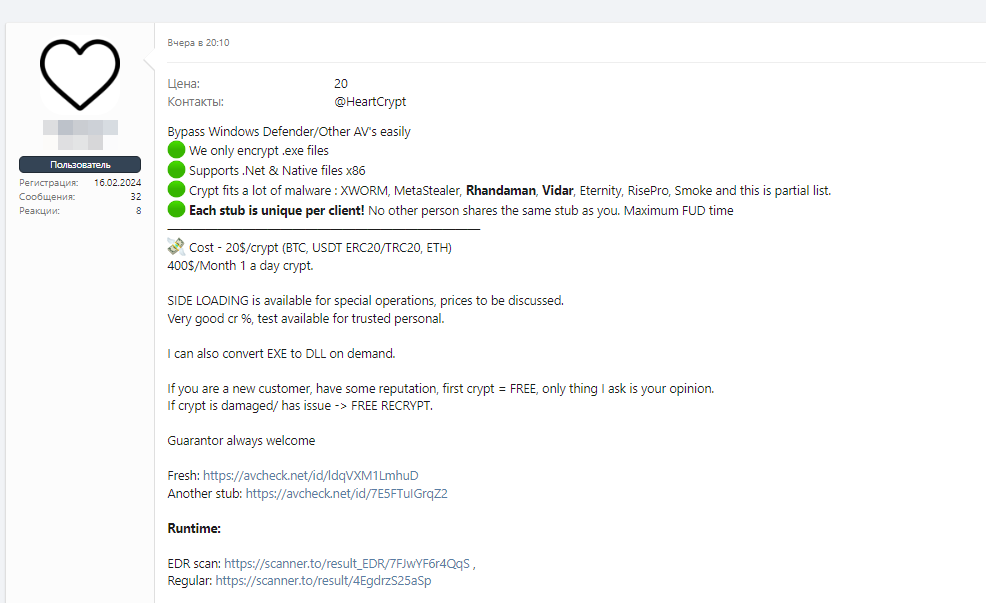 Вчера в 20:10
Цена: 20
Контакты: @HeartCrypt
Bypass Windows Defender/Other AV's easily
We only encrypt .exe files
Supports .Net & Native files x86
Crypt fits a lot of malware : XWORM, MetaStealer, Rhandaman, Vidar, Eternity, RisePro, Smoke and this is partial list.
Each stub is unique per client! No other person shares the same stub as you. Maximum FUD time
Cost - 20$/crypt (BTC, USDT ERC20/TRC20, ETH)
400$/Month 1 a day crypt.
SIDE LOADING is available for special operations, prices to be discussed.
Very good cr %, test available for trusted personal.
I can also convert EXE to DLL on demand.
If you are a new customer, have some reputation, first crypt = FREE, only thing I ask is your opinion.
If crypt is damaged/ has issue -> FREE RECRYPT.
Guarantor always welcome
Fresh: https://avcheck.net/id/ldqVXM1LmhuD
Another stub: https://avcheck.net/id/7E5FTuIGrqZ2
Runtime:
EDR scan: https://scanner.to/result_EDR/7FJwYF6r4QqS ,
Regular: https://scanner.to/result/4EgdrzS25aSp
Пользователь
Регистрация: 16.02.2024
Сообщения: 32
Реакции: 8